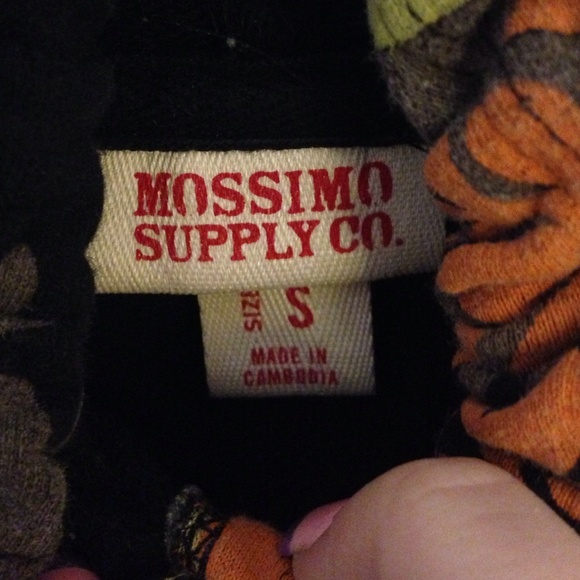 MOSSIMO
SUPPLY CO.
SIZE S
MADE IN
CAMBODIA